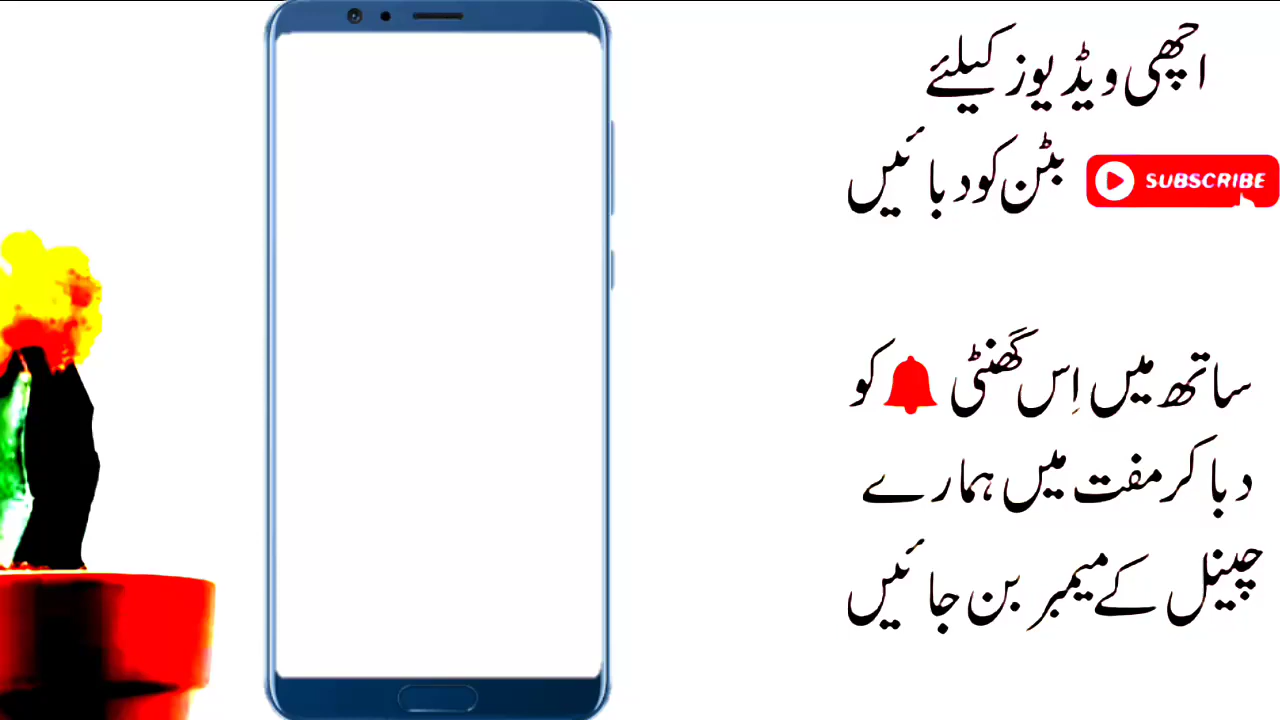 اچھی ویڈیوز کیلئے
SUBSCRIBE بٹن کو دبائیں
ساتھ میں اِس گھنٹی کو
دبا کر مفت میں ہمارے
چینل کے میمبر بن جائیں